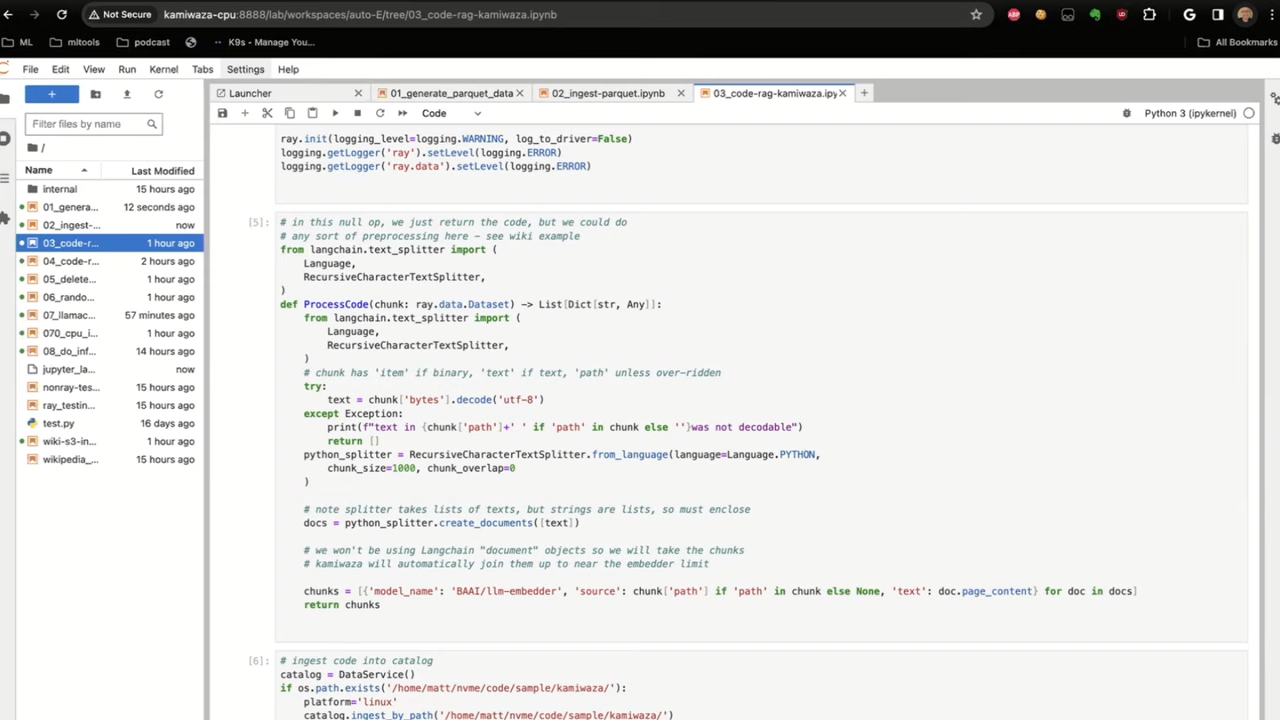 Not Secure kamiwaza-cpu:8888/lab/workspaces/auto-E/tree/03_code-rag-kamiwaza.ipynb
ML mltools podcast K9s - Manage You... All Bookmarks
File Edit View Run Kernel Tabs Settings Help
Launcher 01_generate_parquet_data 02_ingest-parquet.ipynb 03_code-rag-kamiwaza.ipy
Filter files by name
Code
Python 3 (ipykernel)
/
Name Last Modified
internal 15 hours ago
01_genera... 12 seconds ago
02_ingest-... now
03_code-r... 1 hour ago
04_code-r... 2 hours ago
05_delete... 1 hour ago
06_rando... 1 hour ago
07_llamac... 57 minutes ago
070_cpu_i... 1 hour ago
08_do_inf... 14 hours ago
jupyter_la... now
nonray-tes... 15 hours ago
ray_testin... 15 hours ago
test.py 16 days ago
wiki-s3-in... 1 hour ago
wikipedia_... 15 hours ago
ray.init(logging_level=logging.WARNING, log_to_driver=False)
logging.getLogger('ray').setLevel(logging.ERROR)
logging.getLogger('ray.data').setLevel(logging.ERROR)
[5]:
# in this null op, we just return the code, but we could do
# any sort of preprocessing here - see wiki example
from langchain.text_splitter import (
    Language,
    RecursiveCharacterTextSplitter,
)
def ProcessCode(chunk: ray.data.Dataset) -> List[Dict[str, Any]]:
    from langchain.text_splitter import (
        Language,
        RecursiveCharacterTextSplitter,
    )
    # chunk has 'item' if binary, 'text' if text, 'path' unless over-ridden
    try:
        text = chunk['bytes'].decode('utf-8')
    except Exception:
        print(f"text in {chunk['path']+' ' if 'path' in chunk else ''}was not decodable")
        return []
    python_splitter = RecursiveCharacterTextSplitter.from_language(language=Language.PYTHON,
        chunk_size=1000, chunk_overlap=0
    )
    # note splitter takes lists of texts, but strings are lists, so must enclose
    docs = python_splitter.create_documents([text])
    # we won't be using Langchain "document" objects so we will take the chunks
    # kamiwaza will automatically join them up to near the embedder limit
    chunks = [{'model_name': 'BAAI/llm-embedder', 'source': chunk['path'] if 'path' in chunk else None, 'text': doc.page_content} for doc in docs]
    return chunks
[6]:
# ingest code into catalog
catalog = DataService()
if os.path.exists('/home/matt/nvme/code/sample/kamiwaza/'):
    platform='linux'
    catalog.ingest_by_path('/home/matt/nvme/code/sample/kamiwaza/')